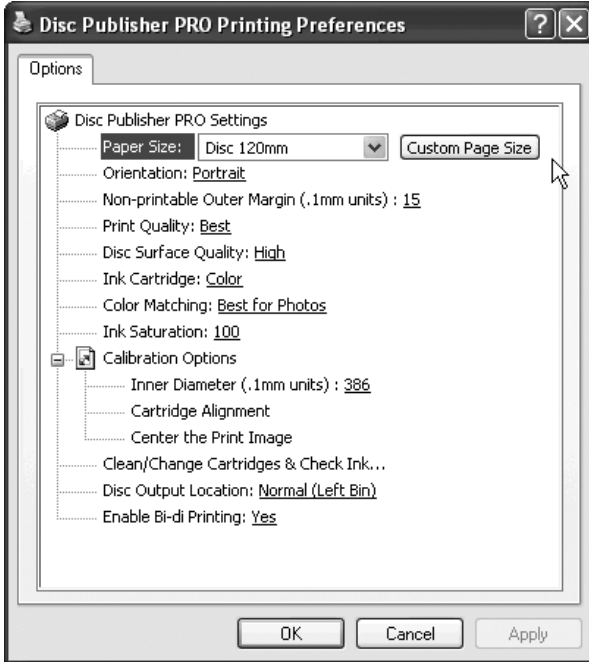 Disc Publisher PRO Printing Preferences
Options
Disc Publisher PRO Settings
Paper Size: Disc 120mm Custom Page Size
Orientation: Portrait
Non-printable Outer Margin (.1mm units) : 15
Print Quality: Best
Disc Surface Quality: High
Ink Cartridge: Color
Color Matching: Best for Photos
Ink Saturation: 100
Calibration Options
Inner Diameter (.1mm units) : 386
Cartridge Alignment
Center the Print Image
Clean/Change Cartridges & Check Ink...
Disc Output Location: Normal (Left Bin)
Enable Bi-di Printing: Yes
OK Cancel Apply